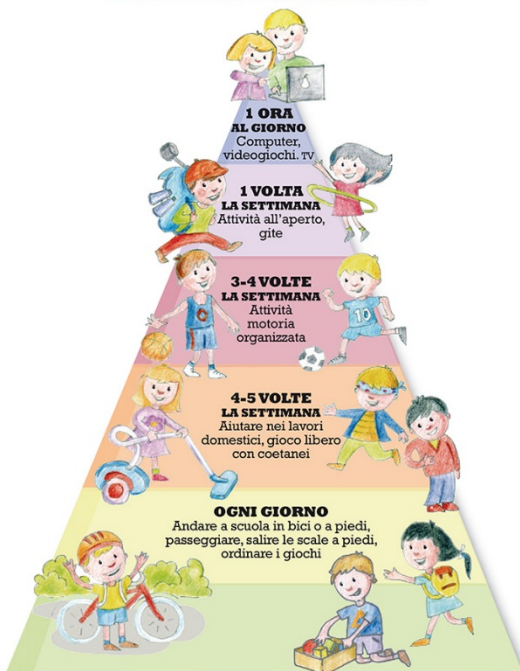 1 ORA
AL GIORNO
Computer,
videogiochi. TV
1 VOLTA
LA SETTIMANA
Attività all'aperto,
gite
3-4 VOLTE
LA SETTIMANA
Attività
motoria
organizzata
10
4-5 VOLTE
LA SETTIMANA
Aiutare nei lavori
domestici, gioco libero
con coetanei
OGNI GIORNO
Andare a scuola in bici o a piedi,
passeggiare, salire le scale a piedi,
ordinare i giochi